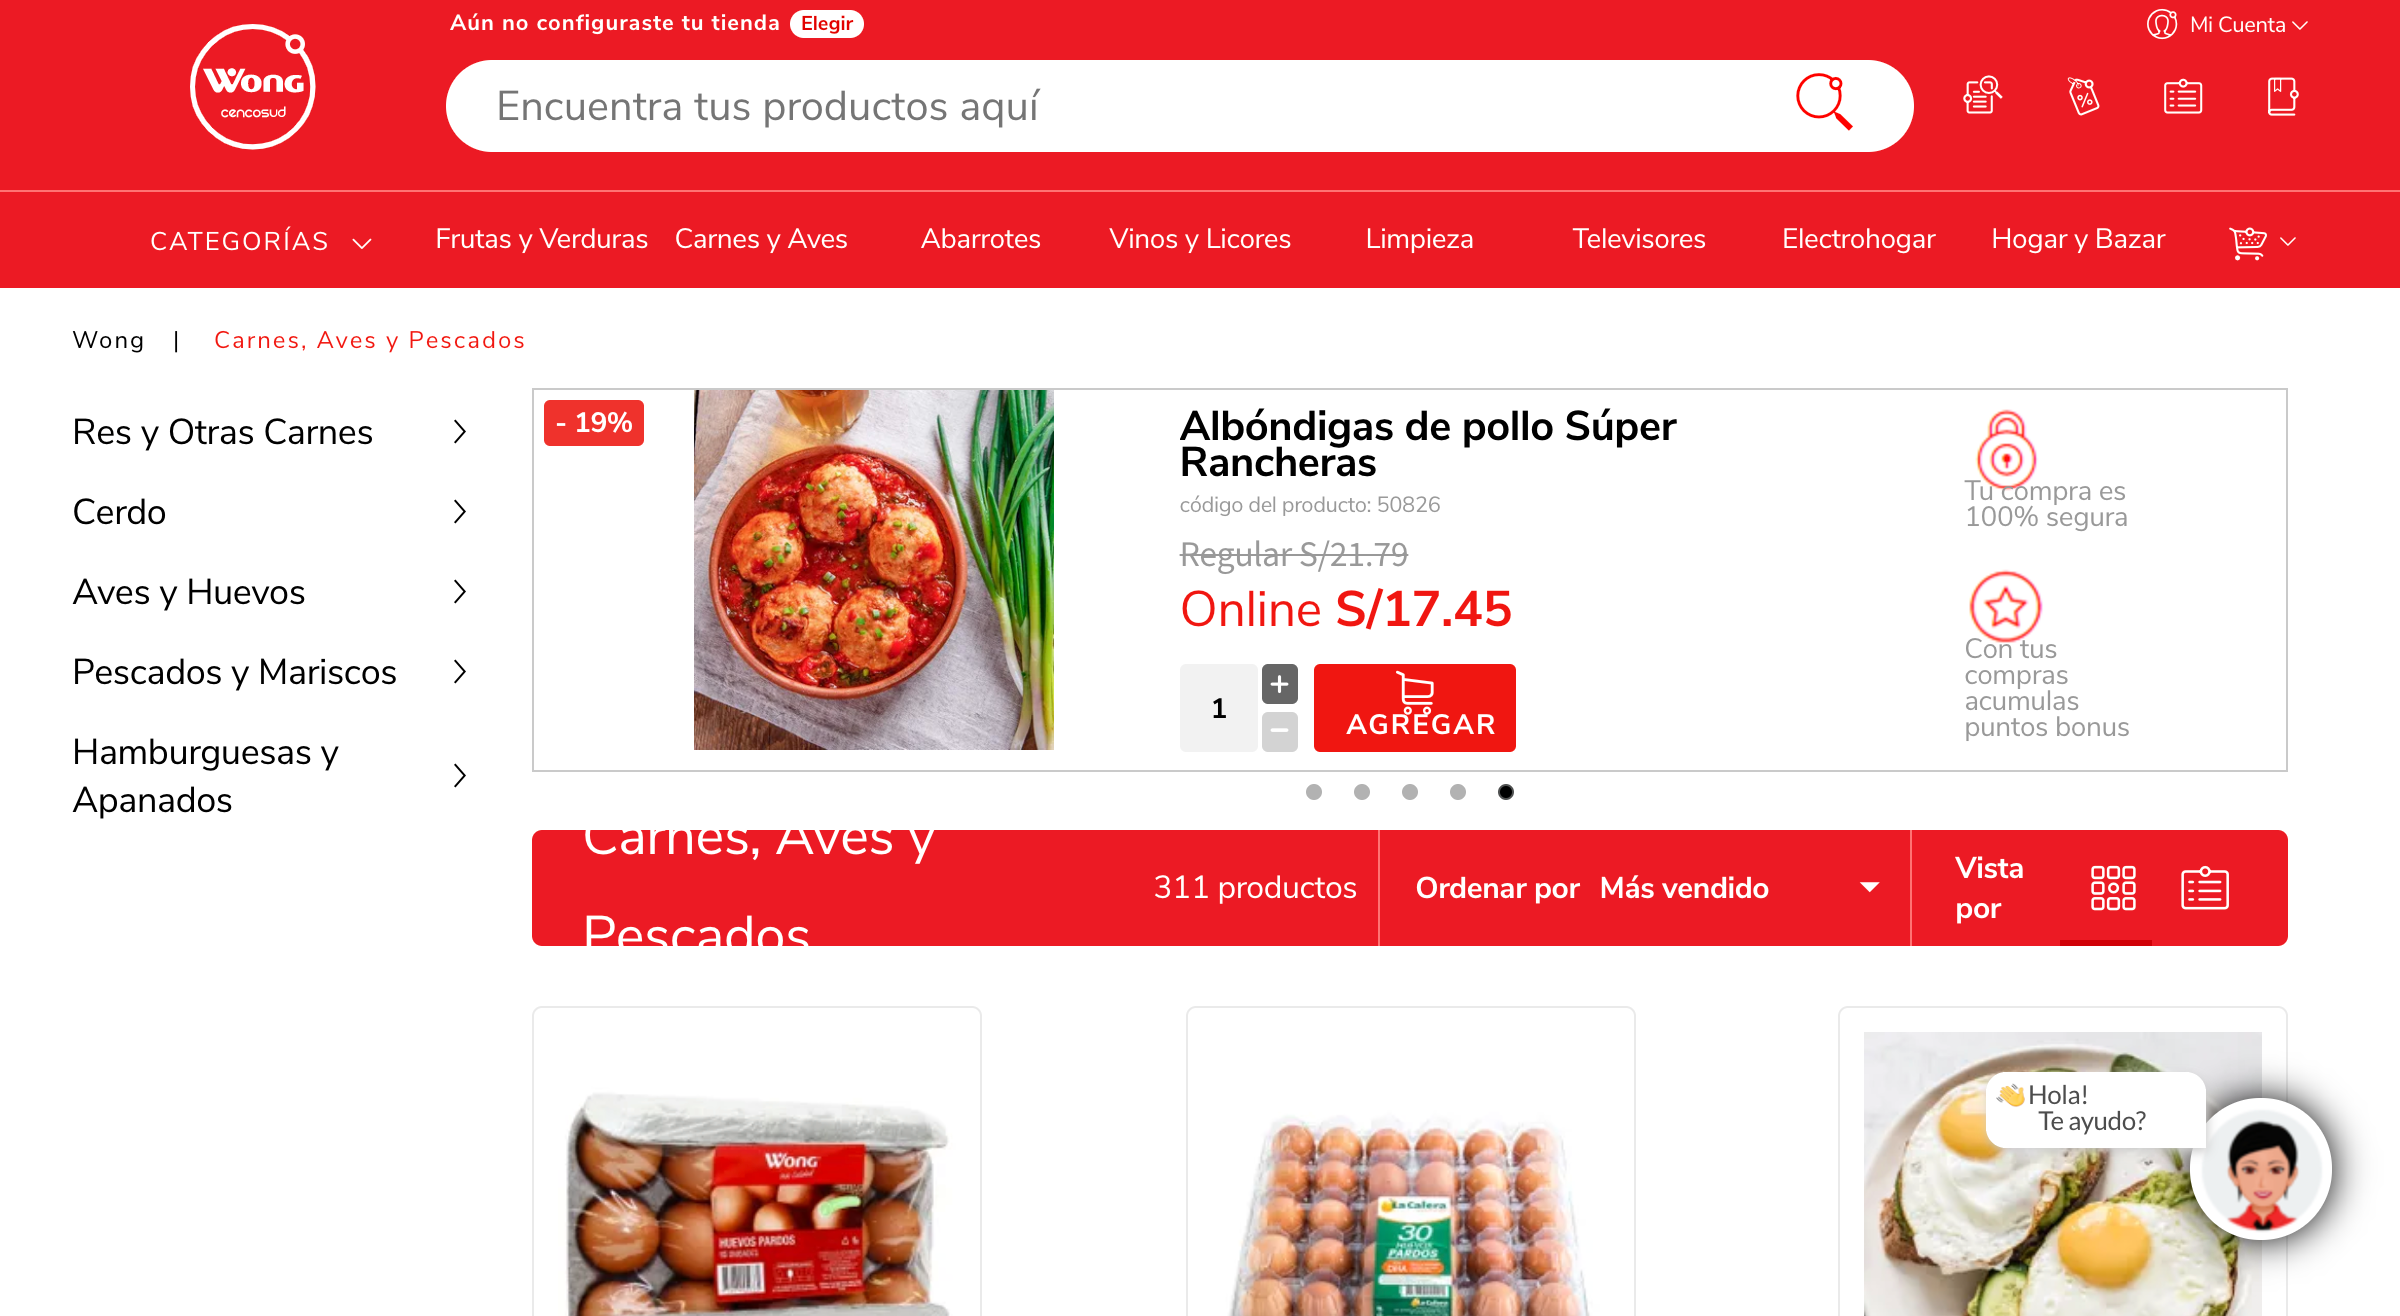 Aún no configuraste tu tienda Elegir
Mi Cuenta
Wong
cencosud
Encuentra tus productos aquí
CATEGORÍAS
Frutas y Verduras
Carnes y Aves
Abarrotes
Vinos y Licores
Limpieza
Televisores
Electrohogar
Hogar y Bazar
Wong | Carnes, Aves y Pescados
Res y Otras Carnes
Cerdo
Aves y Huevos
Pescados y Mariscos
Hamburguesas y
Apanados
- 19%
Albóndigas de pollo Súper
Rancheras
código del producto: 50826
Regular S/21.79
Online S/17.45
1
+
−
AGREGAR
Tu compra es
100% segura
Con tus
compras
acumulas
puntos bonus
Carnes, Aves y
Pescados
311 productos
Ordenar por Más vendido
Vista
por
Wong
HUEVOS PARDOS
La Calera
30
HUEVOS
PARDOS
La Calera
Hola!
Te ayudo?